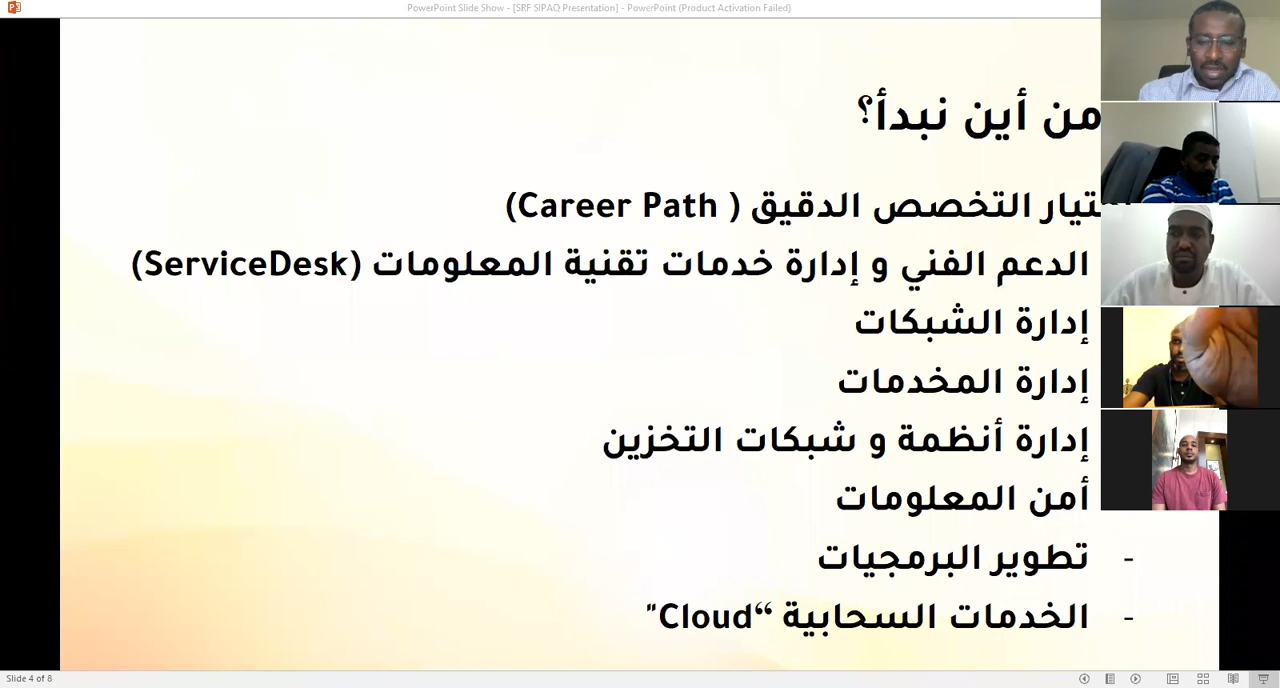 PowerPoint Slide Show - [SRF SIPAQ Presentation] - PowerPoint (Product Activation Failed)
من أين نبدأ؟
التخصص الدقيق ( Career Path)
الدعم الفني و إدارة خدمات تقنية المعلومات (ServiceDesk)
إدارة الشبكات
إدارة المخدمات
إدارة أنظمة و شبكات التخزين
أمن المعلومات
- تطوير البرمجيات
- الخدمات السحابية “Cloud"
Slide 4 of 8